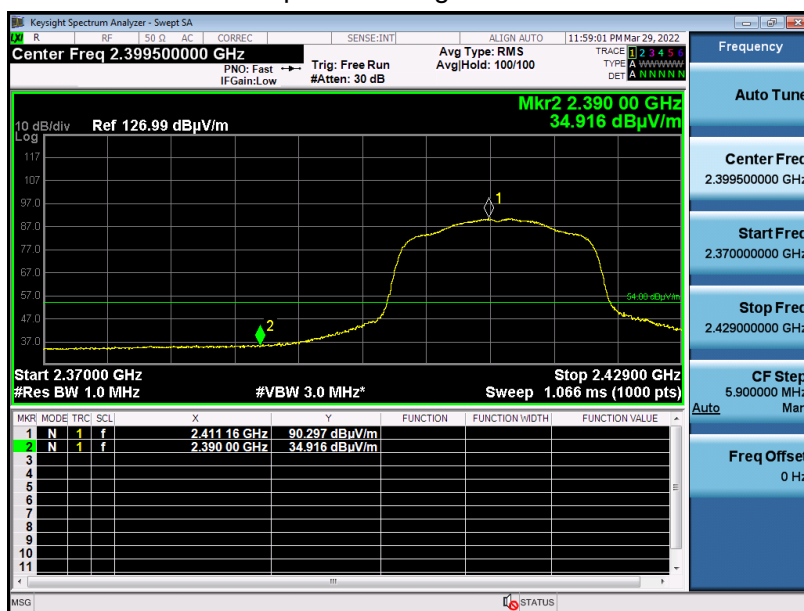 Keysight Spectrum Analyzer - Swept SA
LXI R RF 50 Ω AC CORREC SENSE:INT ALIGN AUTO 11:59:01 PM Mar 29, 2022
Center Freq 2.399500000 GHz
PNO: Fast
IFGain:Low
Trig: Free Run
#Atten: 30 dB
Avg Type: RMS
Avg|Hold: 100/100
TRACE 1 2 3 4 5 6
TYPE A WWWWW
DET A N N N N N
Mkr2 2.390 00 GHz
34.916 dBµV/m
10 dB/div Ref 126.99 dBµV/m
Log
117
107
97.0
87.0
77.0
67.0
57.0
47.0
37.0
1
2
54.00 dBµV/m
Start 2.37000 GHz Stop 2.42900 GHz
#Res BW 1.0 MHz #VBW 3.0 MHz* Sweep 1.066 ms (1000 pts)
MKR MODE TRC SCL X Y FUNCTION FUNCTION WIDTH FUNCTION VALUE
1 N 1 f 2.411 16 GHz 90.297 dBµV/m
2 N 1 f 2.390 00 GHz 34.916 dBµV/m
3
4
5
6
7
8
9
10
11
MSG STATUS
Frequency
Auto Tune
Center Freq
2.399500000 GHz
Start Freq
2.370000000 GHz
Stop Freq
2.429000000 GHz
CF Step
5.900000 MHz
Auto Man
Freq Offset
0 Hz